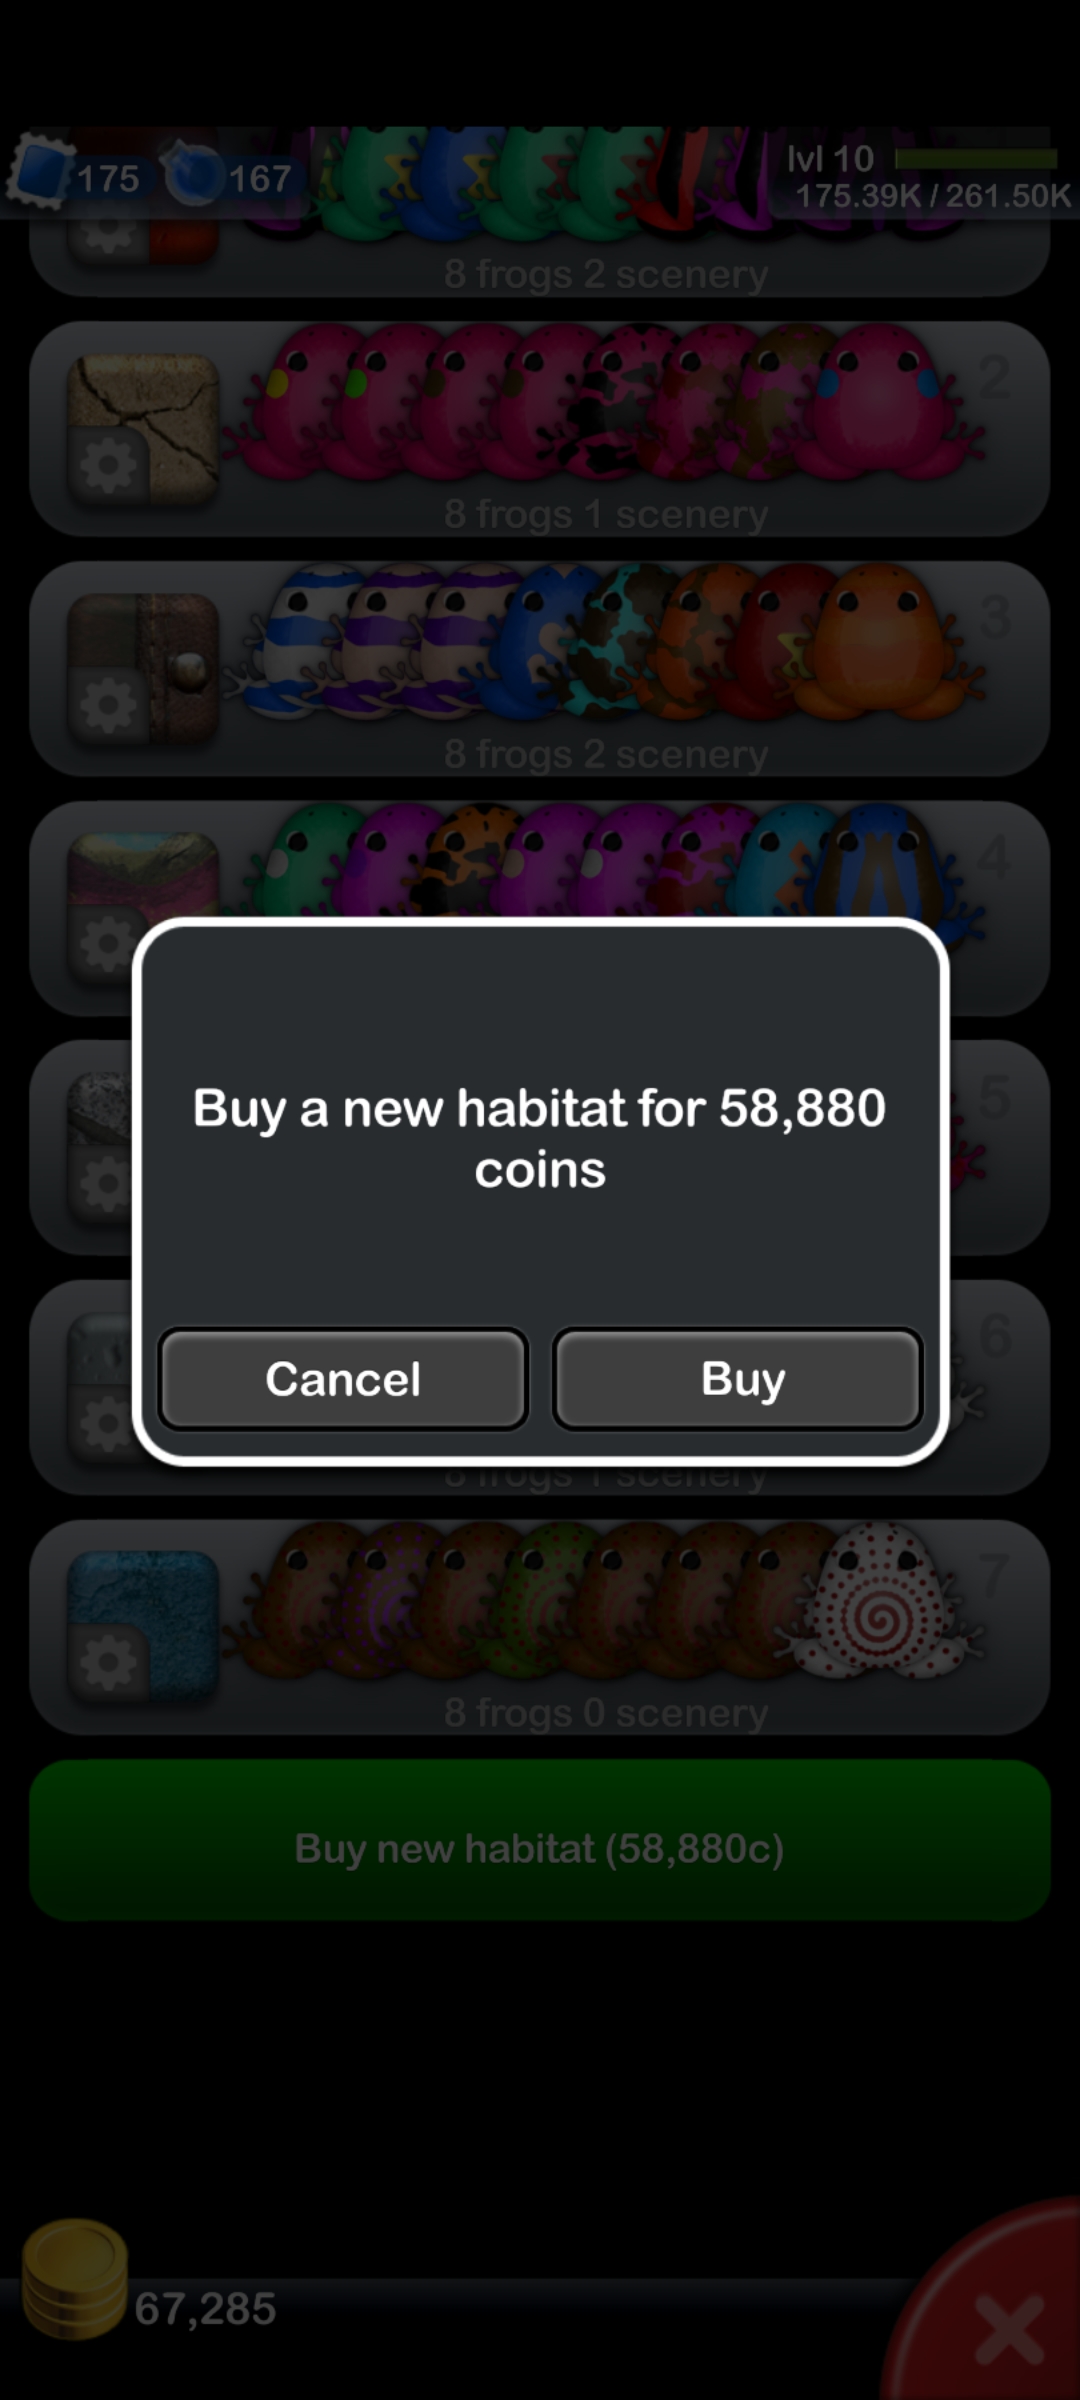 175
167
lvl 10
175.39K / 261.50K
8 frogs 2 scenery
2
8 frogs 1 scenery
3
8 frogs 2 scenery
4
5
Buy a new habitat for 58,880
coins
Cancel
Buy
6
8 frogs 1 scenery
7
8 frogs 0 scenery
Buy new habitat (58,880c)
67,285